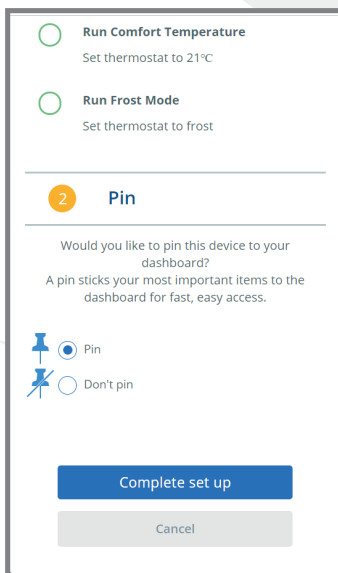 Run Comfort Temperature
Set thermostat to 21°C
Run Frost Mode
Set thermostat to frost
2 Pin
Would you like to pin this device to your
dashboard?
A pin sticks your most important items to the
dashboard for fast, easy access.
Pin
Don't pin
Complete set up
Cancel